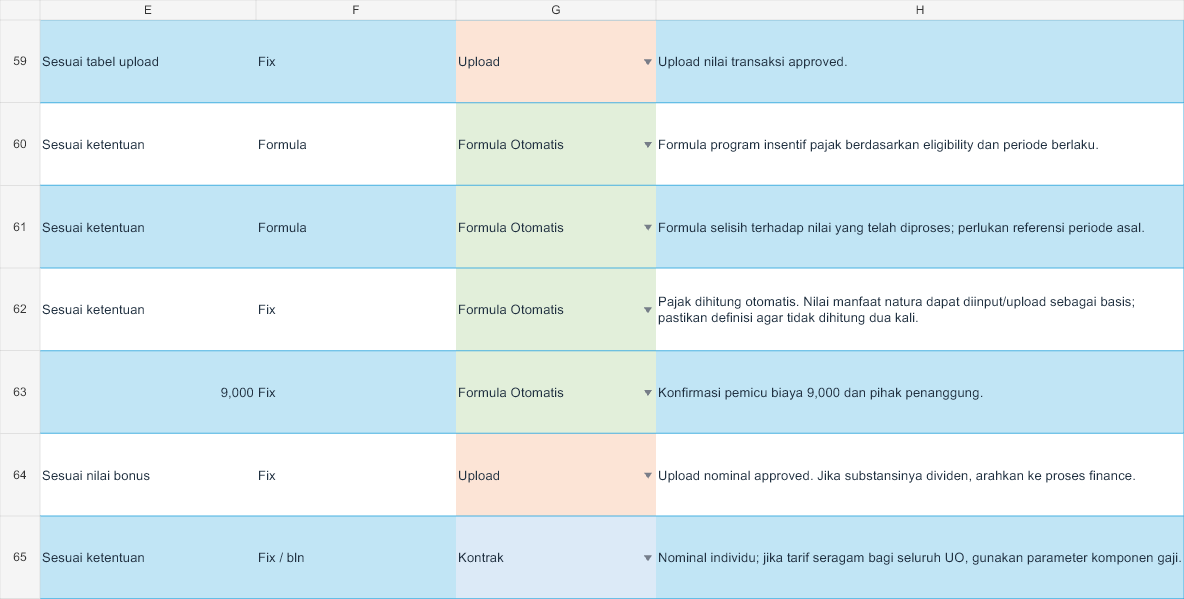 E F G H
59 Sesuai tabel upload Fix Upload Upload nilai transaksi approved.
60 Sesuai ketentuan Formula Formula Otomatis Formula program insentif pajak berdasarkan eligibility dan periode berlaku.
61 Sesuai ketentuan Formula Formula Otomatis Formula selisih terhadap nilai yang telah diproses; perlukan referensi periode asal.
62 Sesuai ketentuan Fix Formula Otomatis Pajak dihitung otomatis. Nilai manfaat natura dapat diinput/upload sebagai basis;
pastikan definisi agar tidak dihitung dua kali.
63 9,000 Fix Formula Otomatis Konfirmasi pemicu biaya 9,000 dan pihak penanggung.
64 Sesuai nilai bonus Fix Upload Upload nominal approved. Jika substansinya dividen, arahkan ke proses finance.
65 Sesuai ketentuan Fix / bln Kontrak Nominal individu; jika tarif seragam bagi seluruh UO, gunakan parameter komponen gaji.